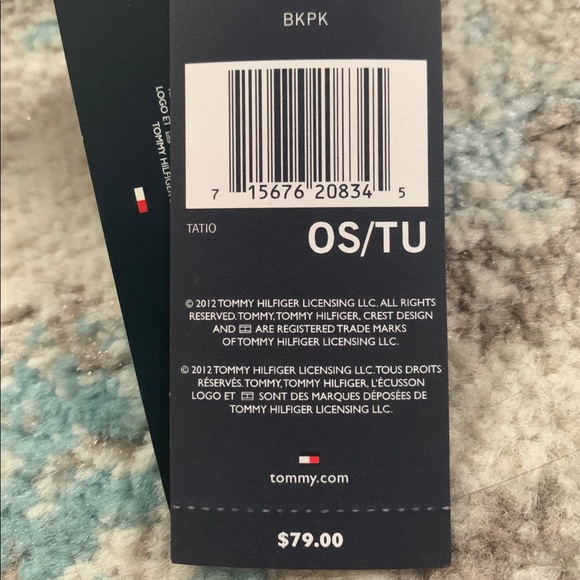 BKPK
7 15676 20834 5
TATIO
OS/TU
© 2012 TOMMY HILFIGER LICENSING LLC. ALL RIGHTS
RESERVED. TOMMY, TOMMY HILFIGER, CREST DESIGN
AND ARE REGISTERED TRADE MARKS
OF TOMMY HILFIGER LICENSING LLC.
© 2012 TOMMY HILFIGER LICENSING LLC. TOUS DROITS
RÉSERVÉS. TOMMY, TOMMY HILFIGER, L'ÉCUSSON
LOGO ET SONT DES MARQUES DÉPOSÉES DE
TOMMY HILFIGER LICENSING LLC.
tommy.com
$79.00
LOGO ET
TOMMY HILFIGER